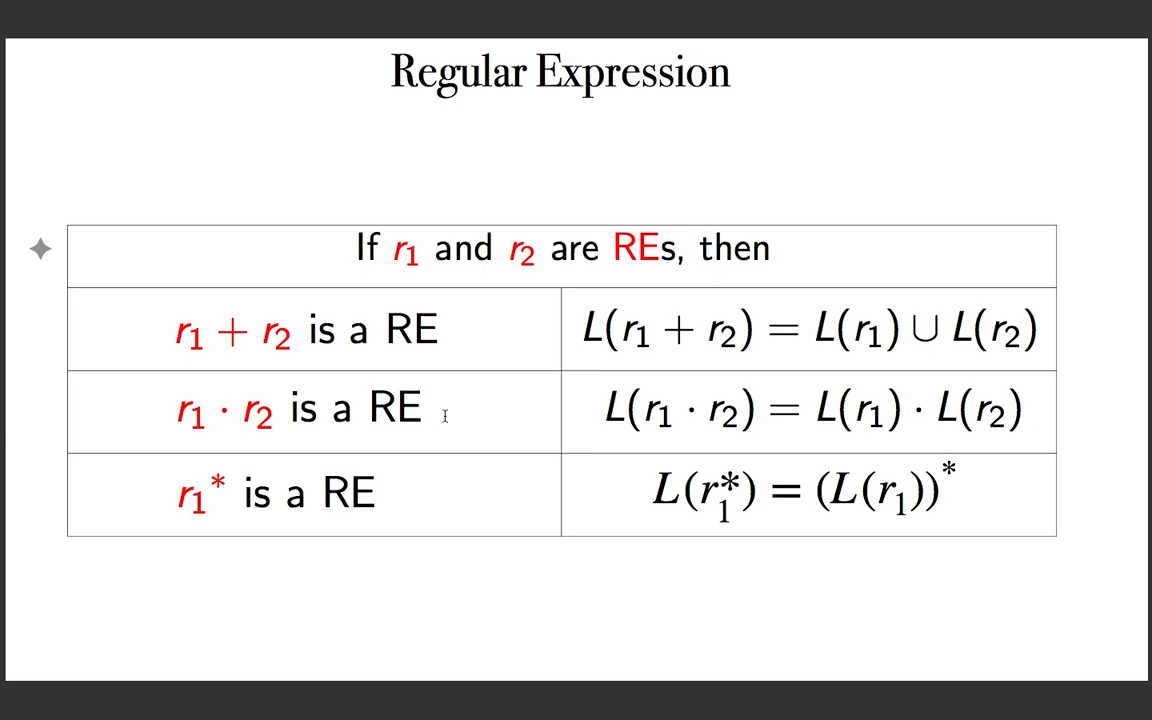 Regular Expression
If r₁ and r₂ are REs, then
r₁ + r₂ is a RE
L(r₁ + r₂) = L(r₁) ∪ L(r₂)
r₁ · r₂ is a RE
L(r₁ · r₂) = L(r₁) · L(r₂)
r₁* is a RE
L(r₁*) = (L(r₁))*